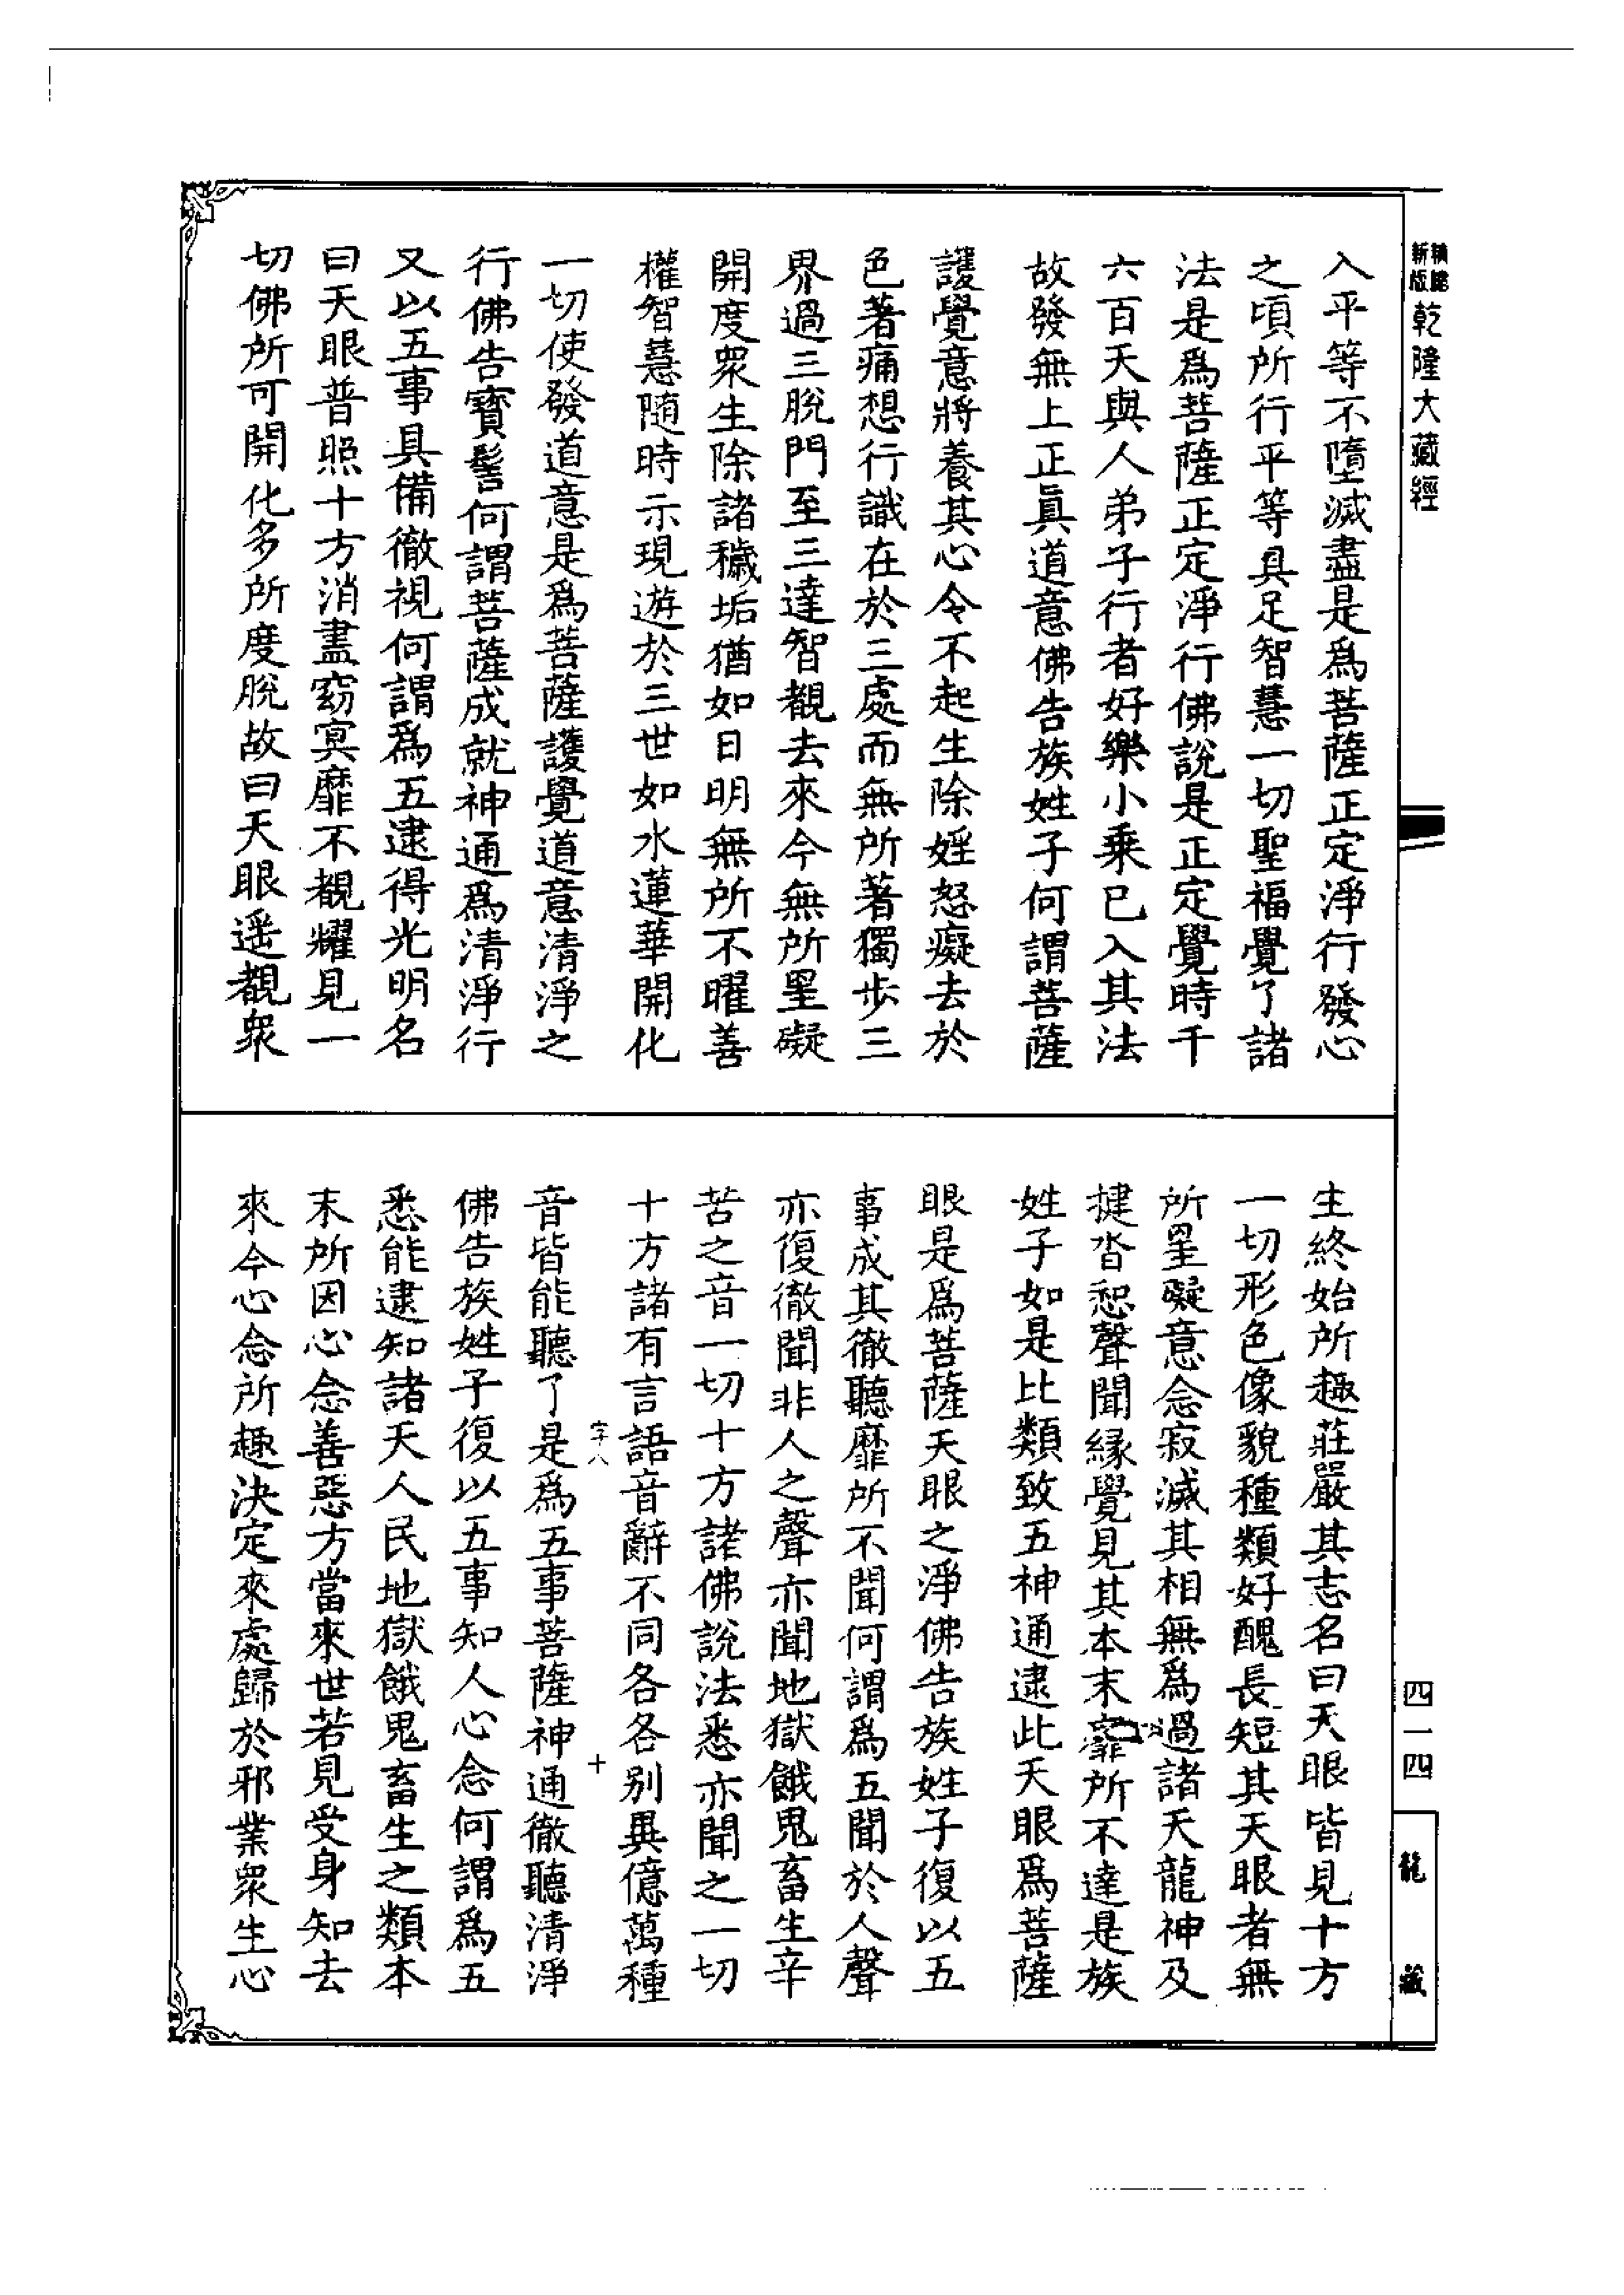 新版
乾隆大藏經
入平等不墮滅盡是爲菩薩正定淨行發心
之頃所行平等具足智慧一切聖福覺了諸
法是爲菩薩正定淨行佛說是正定覺時千
六百天與人弟子行者好樂小乘已入其法
故發無上正眞道意佛告族姓子何謂菩薩
護覺意將養其心令不起生除婬怒癡去於
色著痛想行識在於三處而無所著獨步三
界過三脫門至三達智覩去來今無所罣礙
開度眾生除諸穢垢猶如日明無所不曜善
權智慧隨時示現遊於三世如水蓮華開化
一切使發道意是爲菩薩護覺道意清淨之
行佛告寶髻何謂菩薩成就神通爲清淨行
又以五事具備徹視何謂爲五逮得光明名
曰天眼普照十方消盡窈冥靡不覩耀見一
切佛所可開化多所度脫故曰天眼遥覩眾
生終始所趣莊嚴其志名曰天眼皆見十方
一切形色像貌種類好醜長短其天眼者無
所罣礙意念寂滅其相無爲過諸天龍神及
揵沓惒聲聞緣覺見其本末靡所不達是族
姓子如是比類致五神通逮此天眼爲菩薩
眼是爲菩薩天眼之淨佛告族姓子復以五
事成其徹聽靡所不聞何謂爲五聞於人聲
亦復徹聞非人之聲亦聞地獄餓鬼畜生辛
苦之音一切十方諸佛說法悉亦聞之一切
十方諸有言語音辭不同各各別異億萬種
字八
十
音皆能聽了是爲五事菩薩神通徹聽清淨
佛告族姓子復以五事知人心念何謂爲五
悉能逮知諸天人民地獄餓鬼畜生之類本
末所因心念善惡方當來世若見受身知去
來今心念所趣決定來處歸於邪業眾生心
四一四
龍藏